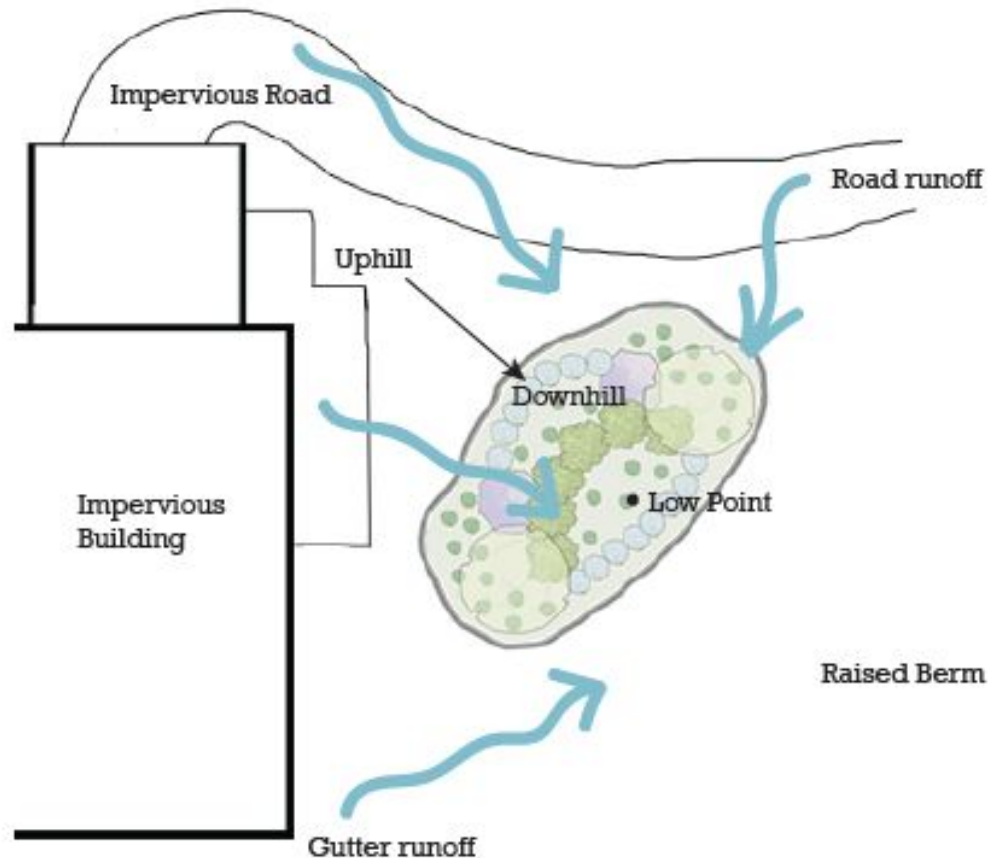 Impervious Road
Road runoff
Uphill
Downhill
Low Point
Impervious
Building
Raised Berm
Gutter runoff